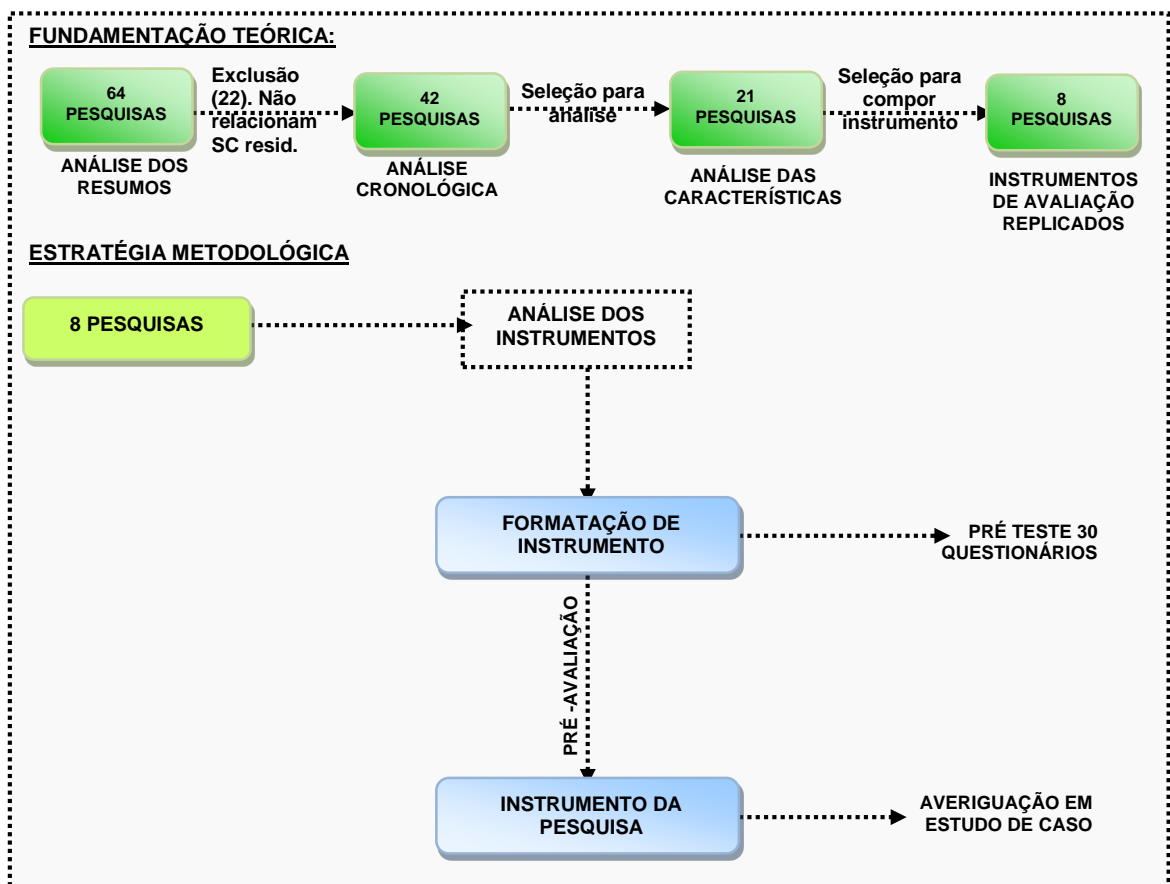 FUNDAMENTAÇÃO TEÓRICA:
64
PESQUISAS
ANÁLISE DOS
RESUMOS
Exclusão
(22). Não
relacionam
SC resid.
42
PESQUISAS
ANÁLISE
CRONOLÓGICA
Seleção para
análise
21
PESQUISAS
ANÁLISE DAS
CARACTERÍSTICAS
Seleção para
compor
instrumento
8
PESQUISAS
INSTRUMENTOS
DE AVALIAÇÃO
REPLICADOS
ESTRATÉGIA METODOLÓGICA
8 PESQUISAS
ANÁLISE DOS
INSTRUMENTOS
FORMATAÇÃO DE
INSTRUMENTO
PRÉ TESTE 30
QUESTIONÁRIOS
PRÉ -AVALIAÇÃO
INSTRUMENTO DA
PESQUISA
AVERIGUAÇÃO EM
ESTUDO DE CASO